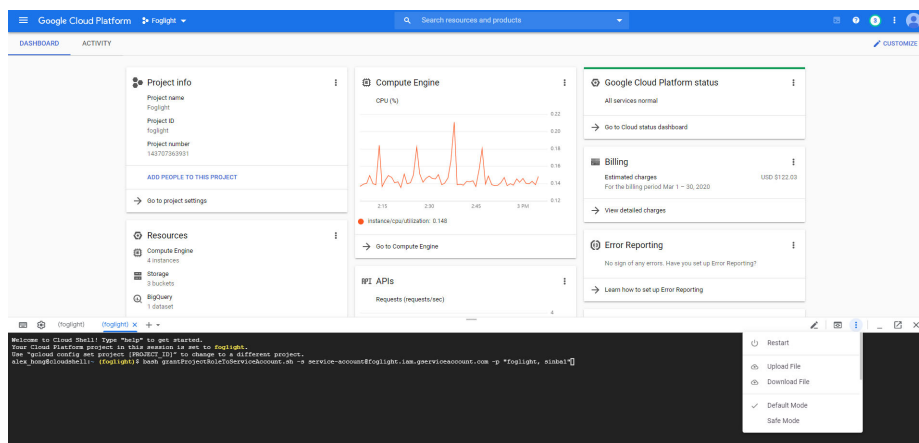 Google Cloud Platform
Foglight
Search resources and products
3
DASHBOARD
ACTIVITY
CUSTOMIZE
Project info
Project name
Foglight
Project ID
foglight
Project number
143707363931
ADD PEOPLE TO THIS PROJECT
Go to project settings
Resources
Compute Engine
4 instances
Storage
3 buckets
BigQuery
1 dataset
Compute Engine
CPU (%)
0.22
0.20
0.18
0.16
0.14
0.12
2:15
2:30
2:45
3 PM
instance/cpu/utilization: 0.148
Go to Compute Engine
API APIs
Requests (requests/sec)
4
Google Cloud Platform status
All services normal
Go to Cloud status dashboard
Billing
Estimated charges
USD $122.03
For the billing period Mar 1 – 30, 2020
View detailed charges
Error Reporting
No sign of any errors. Have you set up Error Reporting?
Learn how to set up Error Reporting
(foglight)
(foglight)
Welcome to Cloud Shell! Type "help" to get started.
Your Cloud Platform project in this session is set to foglight.
Use "gcloud config set project [PROJECT_ID]" to change to a different project.
alex_hong@cloudshell:~ (foglight)$ bash grantProjectRoleToServiceAccount.sh -s service-account@foglight.iam.gserviceaccount.com -p "foglight, sinbai"
Restart
Upload File
Download File
Default Mode
Safe Mode